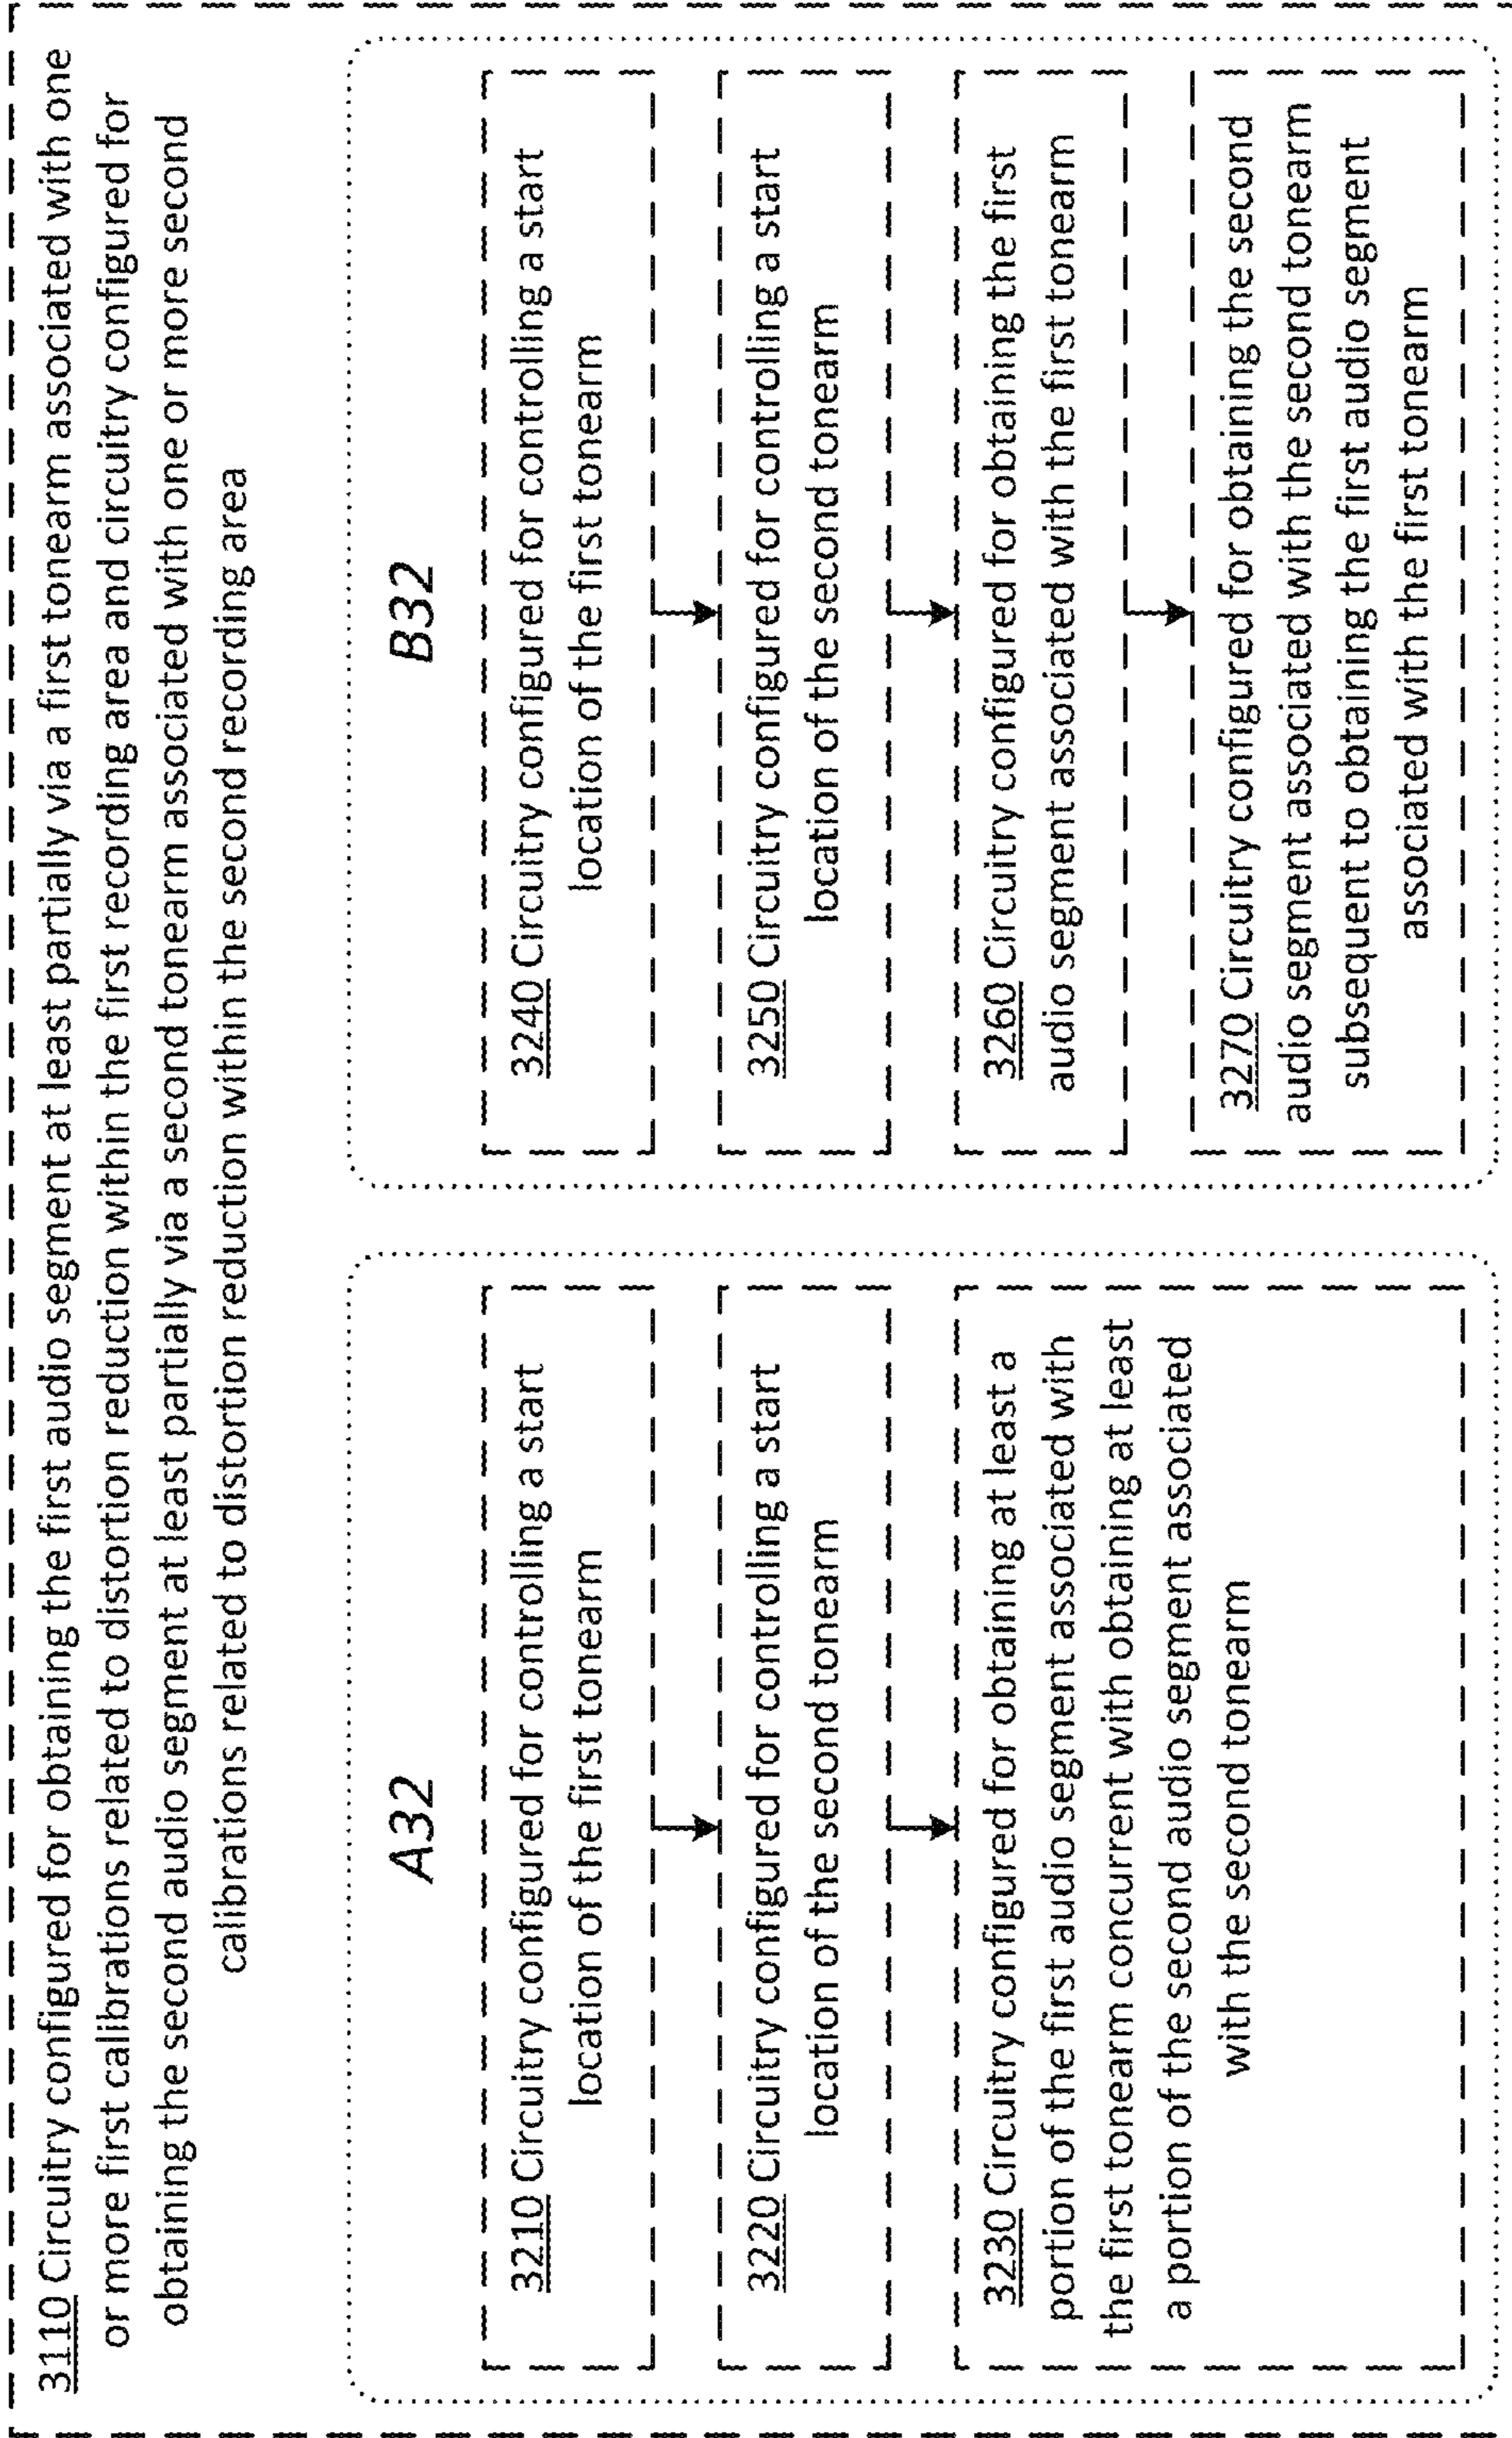 3110 Circuitry configured for obtaining the first audio segment at least partially via a first tonearm associated with one
or more first calibrations related to distortion reduction within the first recording area and circuitry configured for
obtaining the second audio segment at least partially via a second tonearm associated with one or more second
calibrations related to distortion reduction within the second recording area
A32
3210 Circuitry configured for controlling a start
location of the first tonearm
3220 Circuitry configured for controlling a start
location of the second tonearm
3230 Circuitry configured for obtaining at least a
portion of the first audio segment associated with
the first tonearm concurrent with obtaining at least
a portion of the second audio segment associated
with the second tonearm
B32
3240 Circuitry configured for controlling a start
location of the first tonearm
3250 Circuitry configured for controlling a start
location of the second tonearm
3260 Circuitry configured for obtaining the first
audio segment associated with the first tonearm
3270 Circuitry configured for obtaining the second
audio segment associated with the second tonearm
subsequent to obtaining the first audio segment
associated with the first tonearm